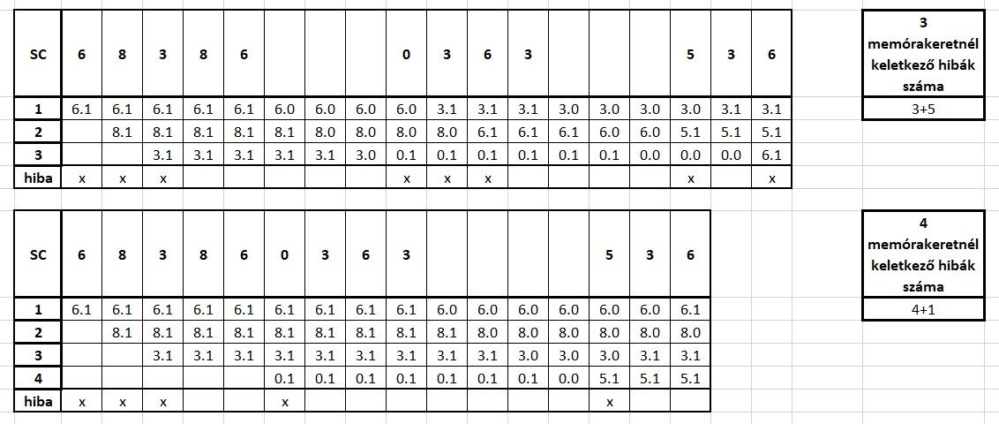 SC 6 8 3 8 6 0 3 6 3 5 3 6
1 6.1 6.1 6.1 6.1 6.1 6.0 6.0 6.0 6.0 3.1 3.1 3.1 3.0 3.0 3.0 3.0 3.1 3.1
2 8.1 8.1 8.1 8.1 8.1 8.0 8.0 8.0 8.0 6.1 6.1 6.1 6.0 6.0 5.1 5.1 5.1
3 3.1 3.1 3.1 3.1 3.1 3.0 0.1 0.1 0.1 0.1 0.1 0.1 0.0 0.0 0.0 6.1
hiba x x x x x x x x
3
memórakeretnél
keletkező hibák
száma
3+5
SC 6 8 3 8 6 0 3 6 3 5 3 6
1 6.1 6.1 6.1 6.1 6.1 6.1 6.1 6.1 6.1 6.0 6.0 6.0 6.0 6.0 6.0 6.1
2 8.1 8.1 8.1 8.1 8.1 8.1 8.1 8.1 8.1 8.0 8.0 8.0 8.0 8.0 8.0
3 3.1 3.1 3.1 3.1 3.1 3.1 3.1 3.1 3.0 3.0 3.0 3.1 3.1
4 0.1 0.1 0.1 0.1 0.1 0.1 0.1 0.0 5.1 5.1 5.1
hiba x x x x x
4
memórakeretnél
keletkező hibák
száma
4+1